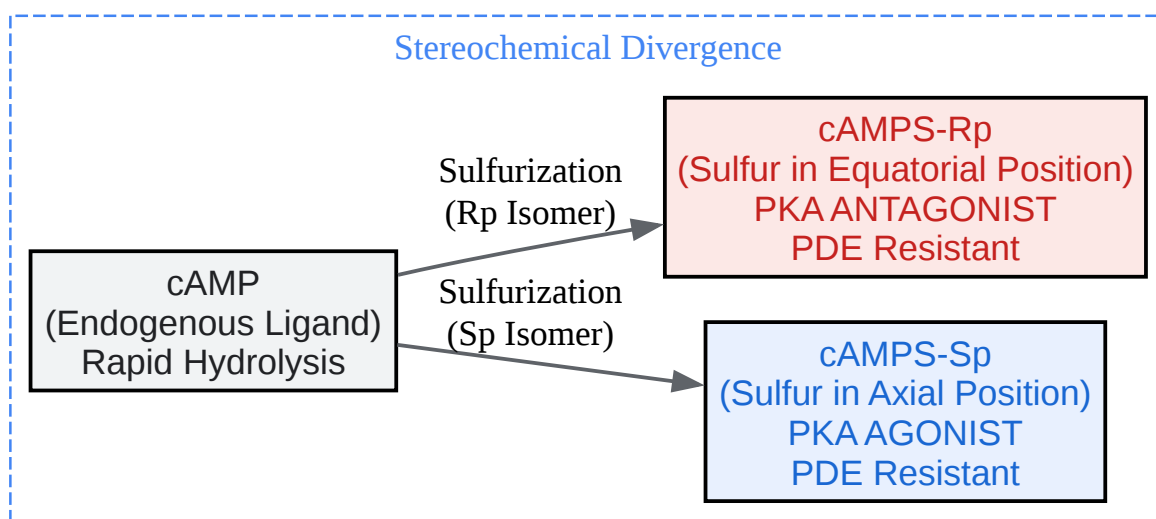 Stereochemical Divergence
cAMPS-Rp
(Sulfur in Equatorial Position)
PKA ANTAGONIST
PDE Resistant
Sulfurization
(Rp Isomer)
cAMP
(Endogenous Ligand)
Rapid Hydrolysis
Sulfurization
(Sp Isomer)
cAMPS-Sp
(Sulfur in Axial Position)
PKA AGONIST
PDE Resistant